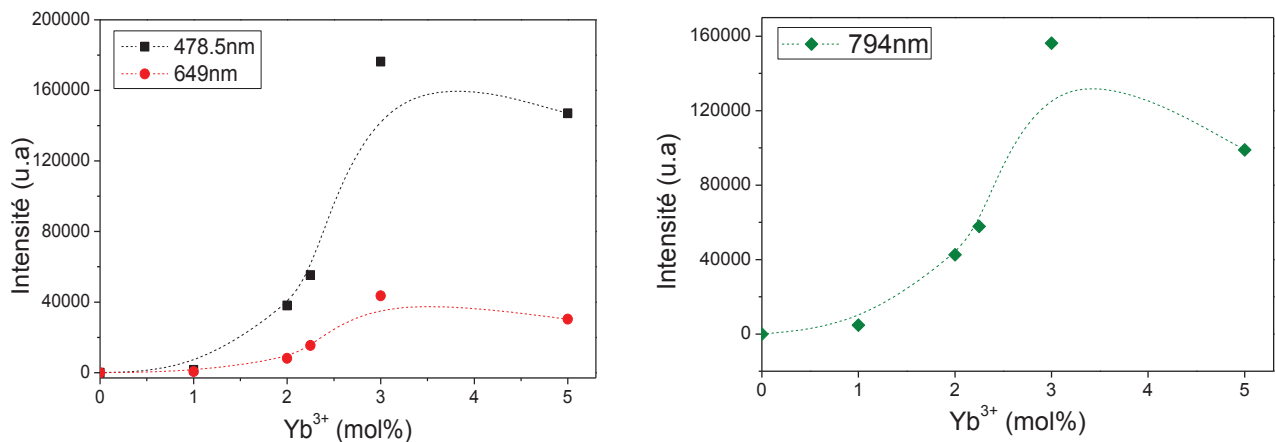 200000
160000
120000
80000
40000
0
Intensité (u.a)
478.5nm
649nm
0 1 2 3 4 5
Yb³⁺ (mol%)
160000
120000
80000
40000
0
Intensité (u.a)
794nm
0 1 2 3 4 5
Yb³⁺ (mol%)